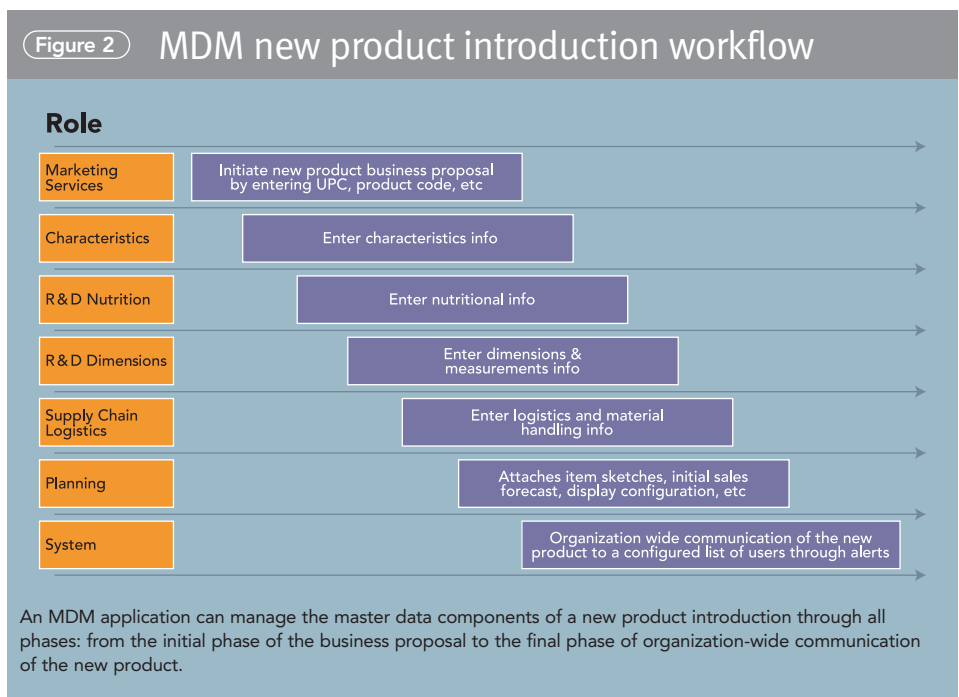 Figure 2 MDM new product introduction workflow
Role
Marketing
Services
Initiate new product business proposal
by entering UPC, product code, etc
Characteristics
Enter characteristics info
R&D Nutrition
Enter nutritional info
R&D Dimensions
Enter dimensions &
measurements info
Supply Chain
Logistics
Enter logistics and material
handling info
Planning
Attaches item sketches, initial sales
forecast, display configuration, etc
System
Organization wide communication of the new
product to a configured list of users through alerts
An MDM application can manage the master data components of a new product introduction through all
phases: from the initial phase of the business proposal to the final phase of organization-wide communication
of the new product.